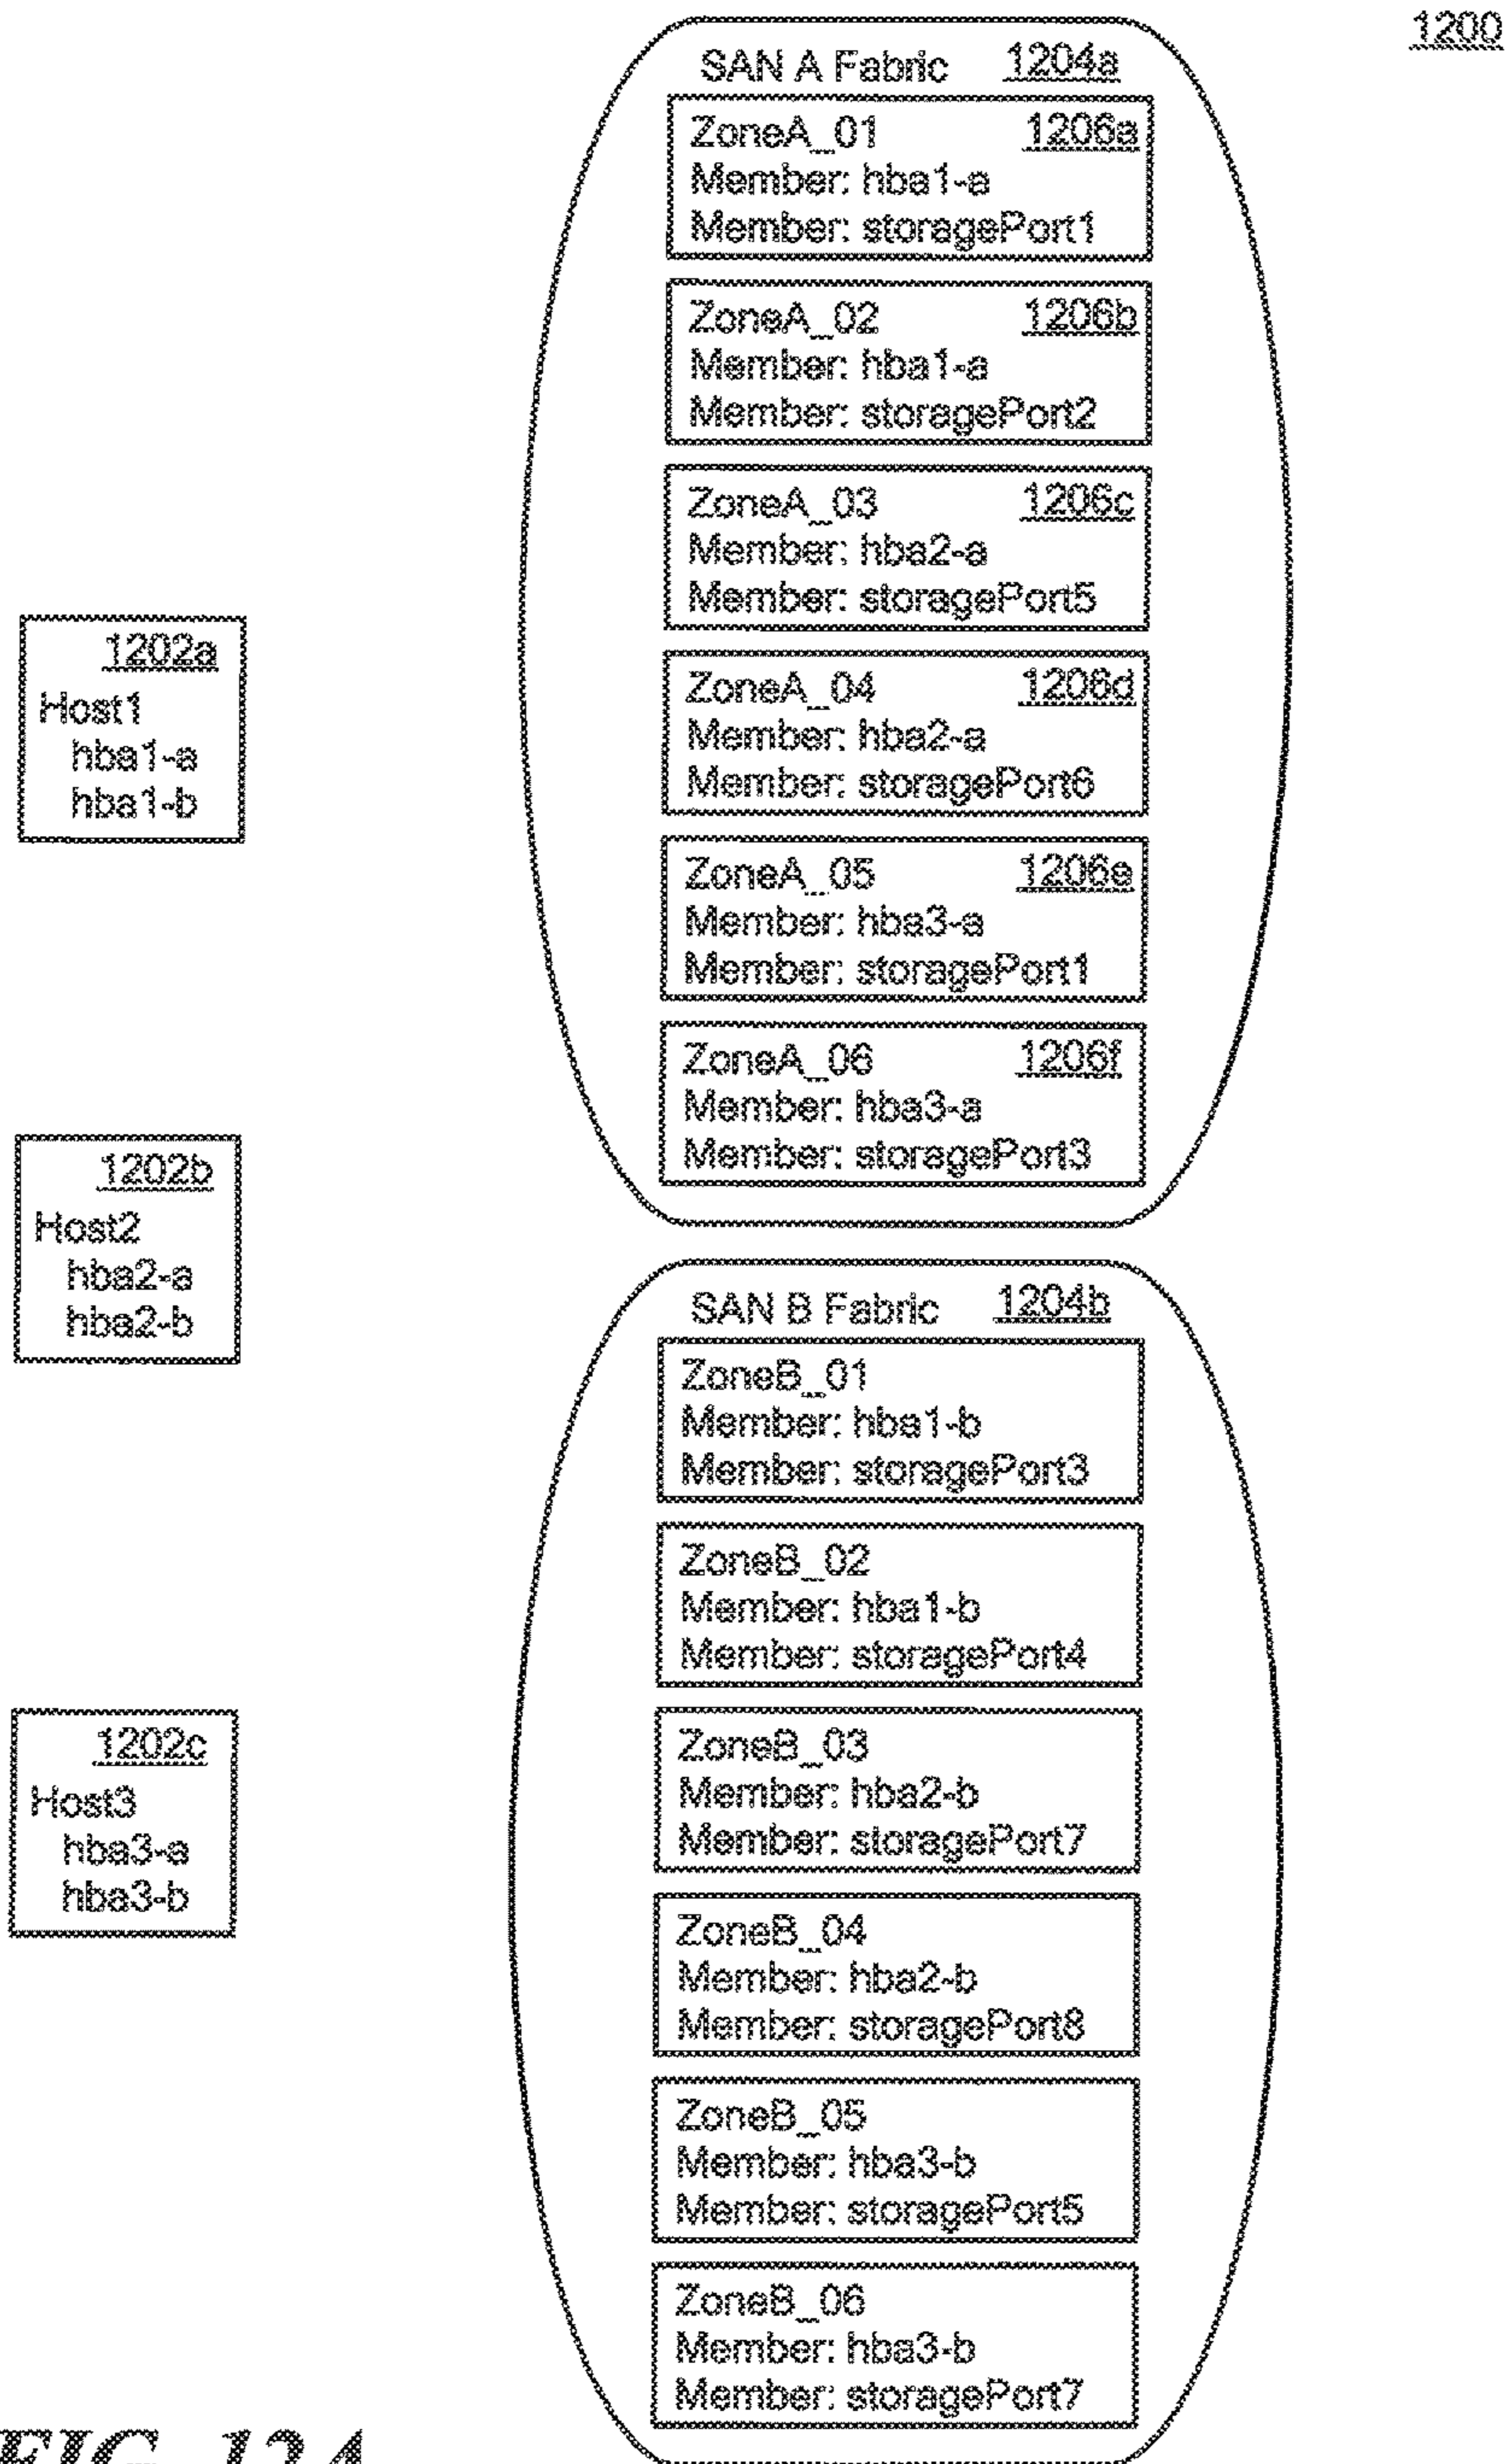 1200
1202a
Host1
hba1-a
hba1-b
1202b
Host2
hba2-a
hba2-b
1202c
Host3
hba3-a
hba3-b
SAN A Fabric 1204a
ZoneA_01 1206a
Member: hba1-a
Member: storagePort1
ZoneA_02 1206b
Member: hba1-a
Member: storagePort2
ZoneA_03 1206c
Member: hba2-a
Member: storagePort5
ZoneA_04 1206d
Member: hba2-a
Member: storagePort6
ZoneA_05 1206e
Member: hba3-a
Member: storagePort1
ZoneA_06 1206f
Member: hba3-a
Member: storagePort3
SAN B Fabric 1204b
ZoneB_01
Member: hba1-b
Member: storagePort3
ZoneB_02
Member: hba1-b
Member: storagePort4
ZoneB_03
Member: hba2-b
Member: storagePort7
ZoneB_04
Member: hba2-b
Member: storagePort8
ZoneB_05
Member: hba3-b
Member: storagePort5
ZoneB_06
Member: hba3-b
Member: storagePort7
FIG. 12A